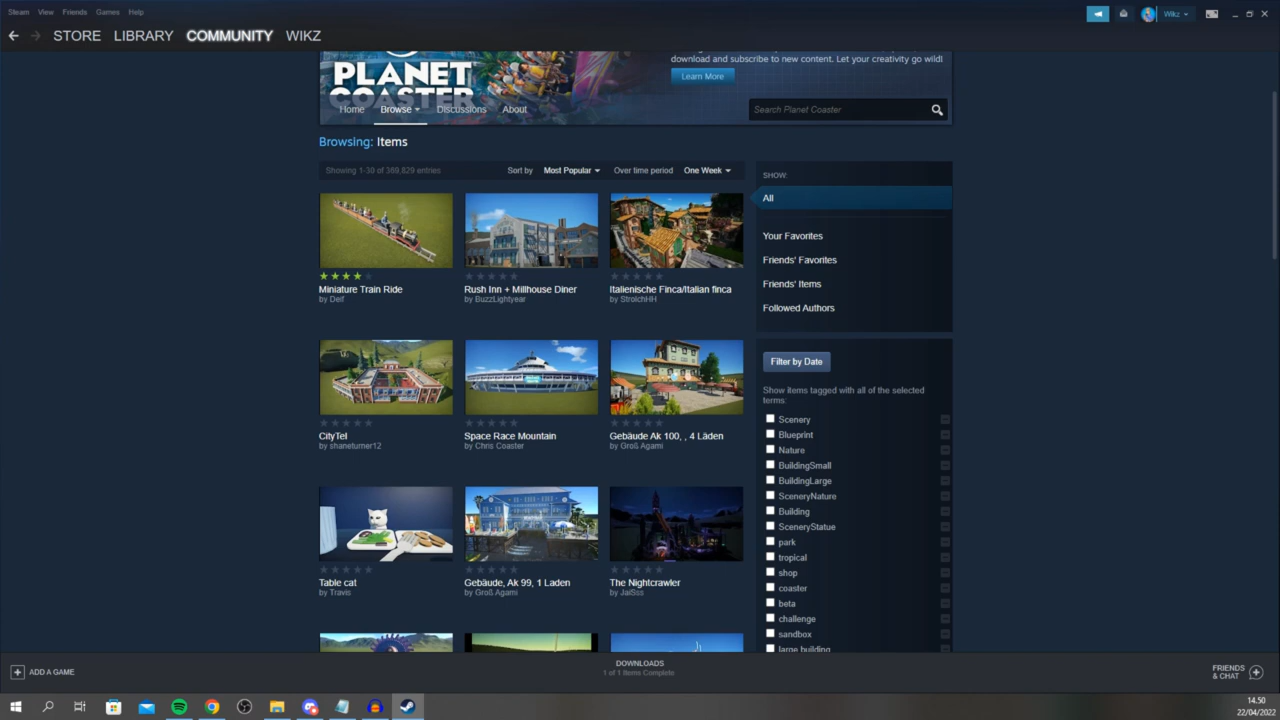 Steam View Friends Games Help
Wikz
STORE LIBRARY COMMUNITY WIKZ
download and subscribe to new content. Let your creativity go wild!
PLANET
COASTER
Learn More
Home Browse Discussions About
Search Planet Coaster
Browsing: Items
Showing 1-30 of 369,829 entries
Sort by Most Popular Over time period One Week
SHOW:
All
Your Favorites
Friends' Favorites
Friends' Items
Followed Authors
Miniature Train Ride
by Deif
Rush Inn + Millhouse Diner
by BuzzLightyear
Italienische Finca/Italian finca
by StrolchHH
CityTel
by shaneturner12
Space Race Mountain
by Chris Coaster
Gebäude Ak 100, , 4 Läden
by Groß Agami
Table cat
by Travis
Gebäude, Ak 99, 1 Laden
by Groß Agami
The Nightcrawler
by JaiSss
Filter by Date
Show items tagged with all of the selected
terms:
Scenery
Blueprint
Nature
BuildingSmall
BuildingLarge
SceneryNature
Building
SceneryStatue
park
tropical
shop
coaster
beta
challenge
sandbox
large building
ADD A GAME
DOWNLOADS
1 of 1 Items Complete
FRIENDS
& CHAT
14.50
22/04/2022